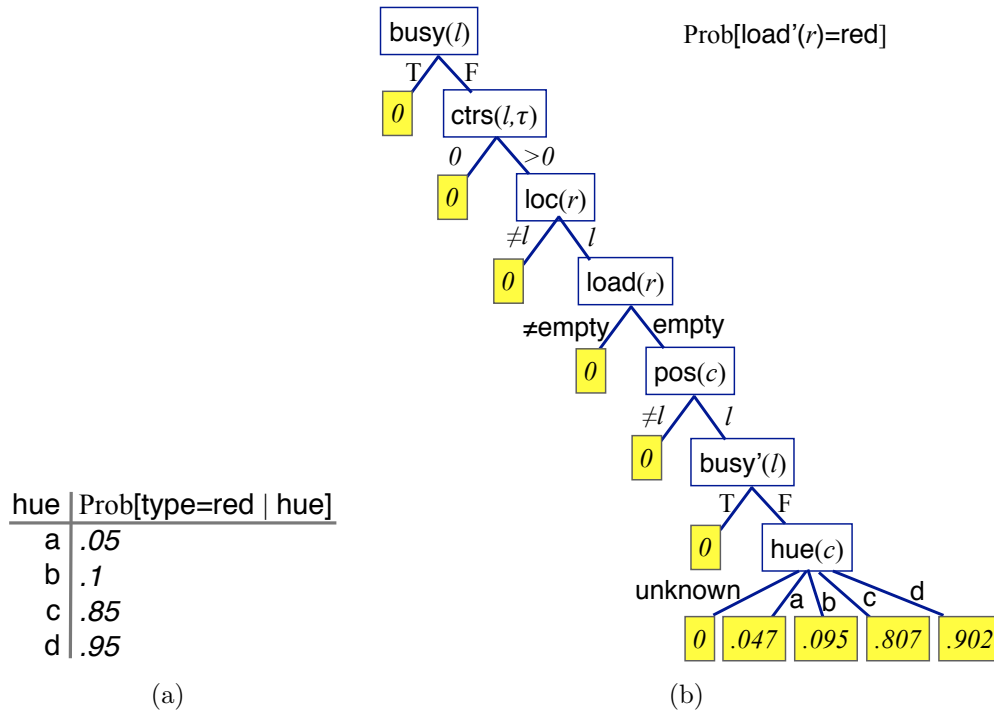 busy(l)
Prob[load'(r)=red]
T F
0
ctrs(l,τ)
0 >0
0
loc(r)
≠l l
0
load(r)
≠empty empty
0
pos(c)
≠l l
0
busy'(l)
T F
0
hue(c)
unknown a b c d
0 .047 .095 .807 .902
hue Prob[type=red | hue]
a .05
b .1
c .85
d .95
(a)
(b)